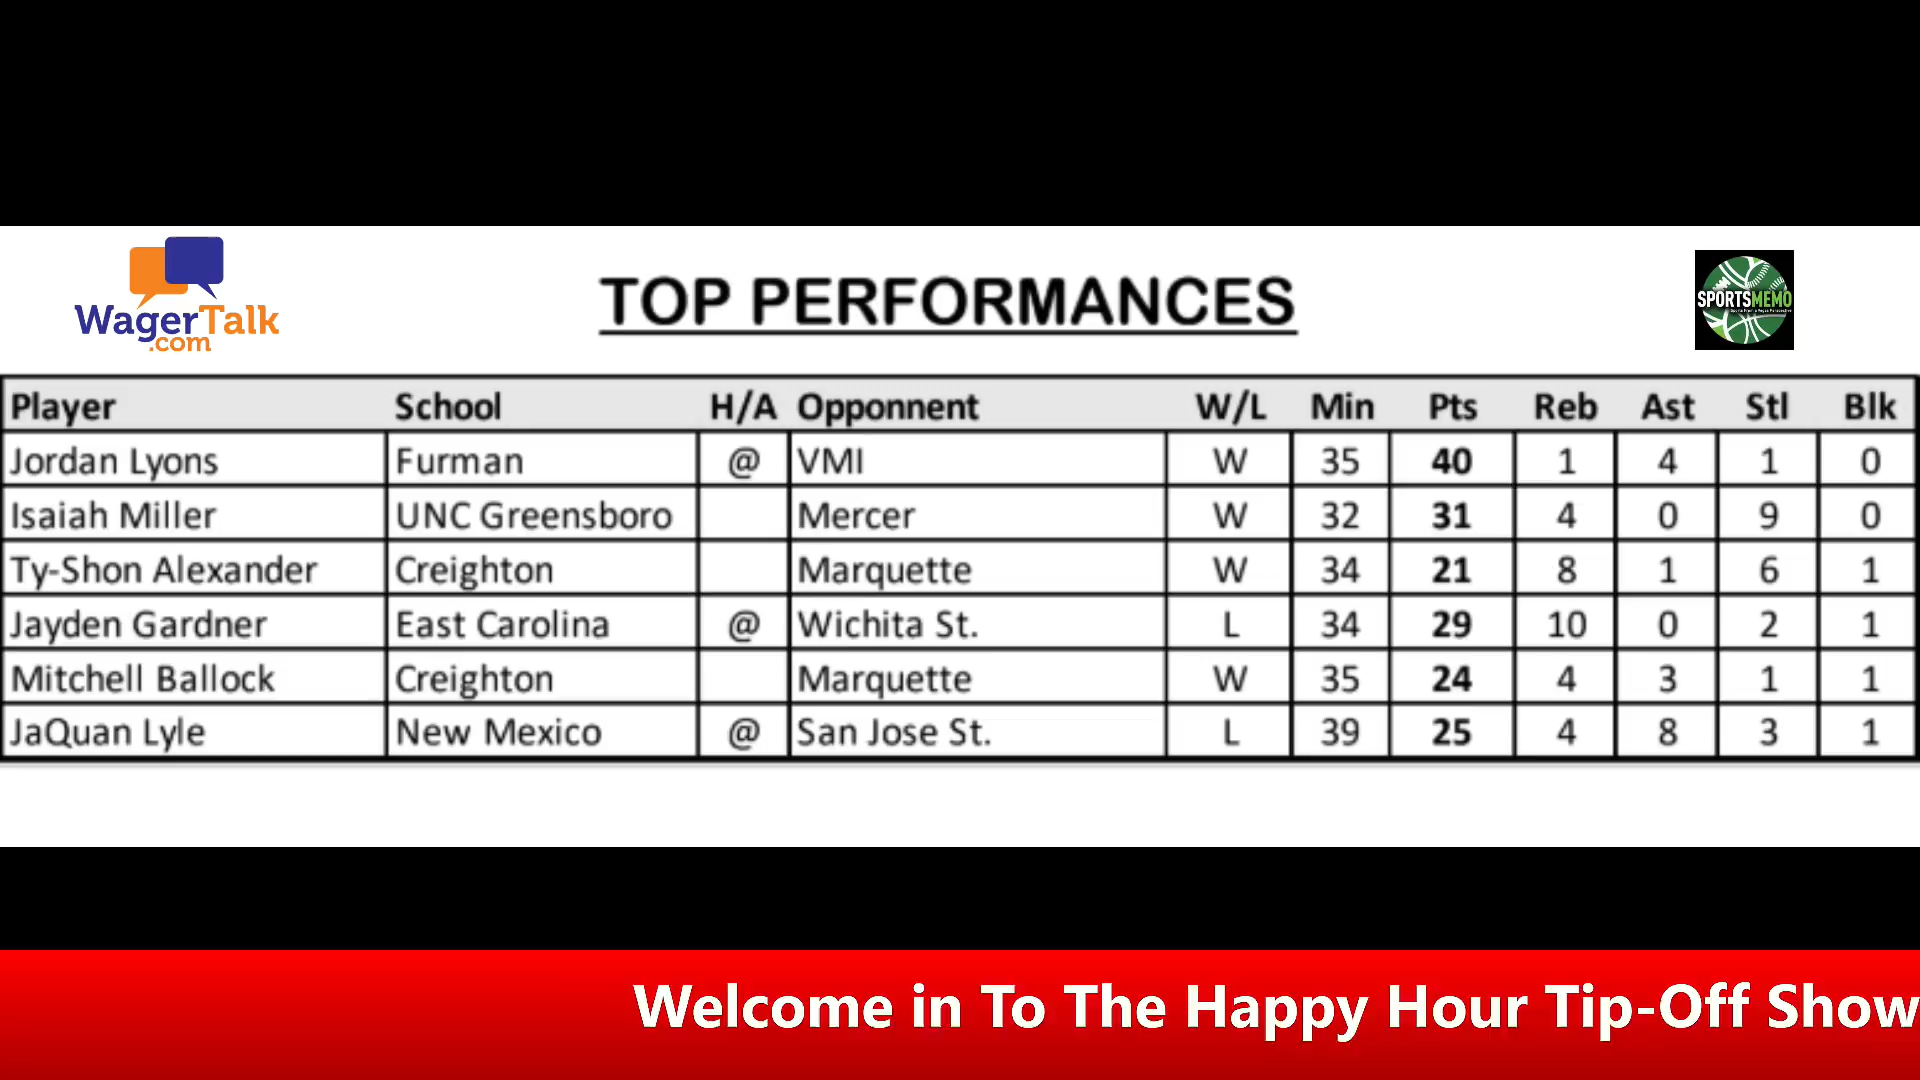 WagerTalk
.com
TOP PERFORMANCES
SPORTSMEMO
Player School H/A Opponnent W/L Min Pts Reb Ast Stl Blk
Jordan Lyons Furman @ VMI W 35 40 1 4 1 0
Isaiah Miller UNC Greensboro Mercer W 32 31 4 0 9 0
Ty-Shon Alexander Creighton Marquette W 34 21 8 1 6 1
Jayden Gardner East Carolina @ Wichita St. L 34 29 10 0 2 1
Mitchell Ballock Creighton Marquette W 35 24 4 3 1 1
JaQuan Lyle New Mexico @ San Jose St. L 39 25 4 8 3 1
Welcome in To The Happy Hour Tip-Off Show